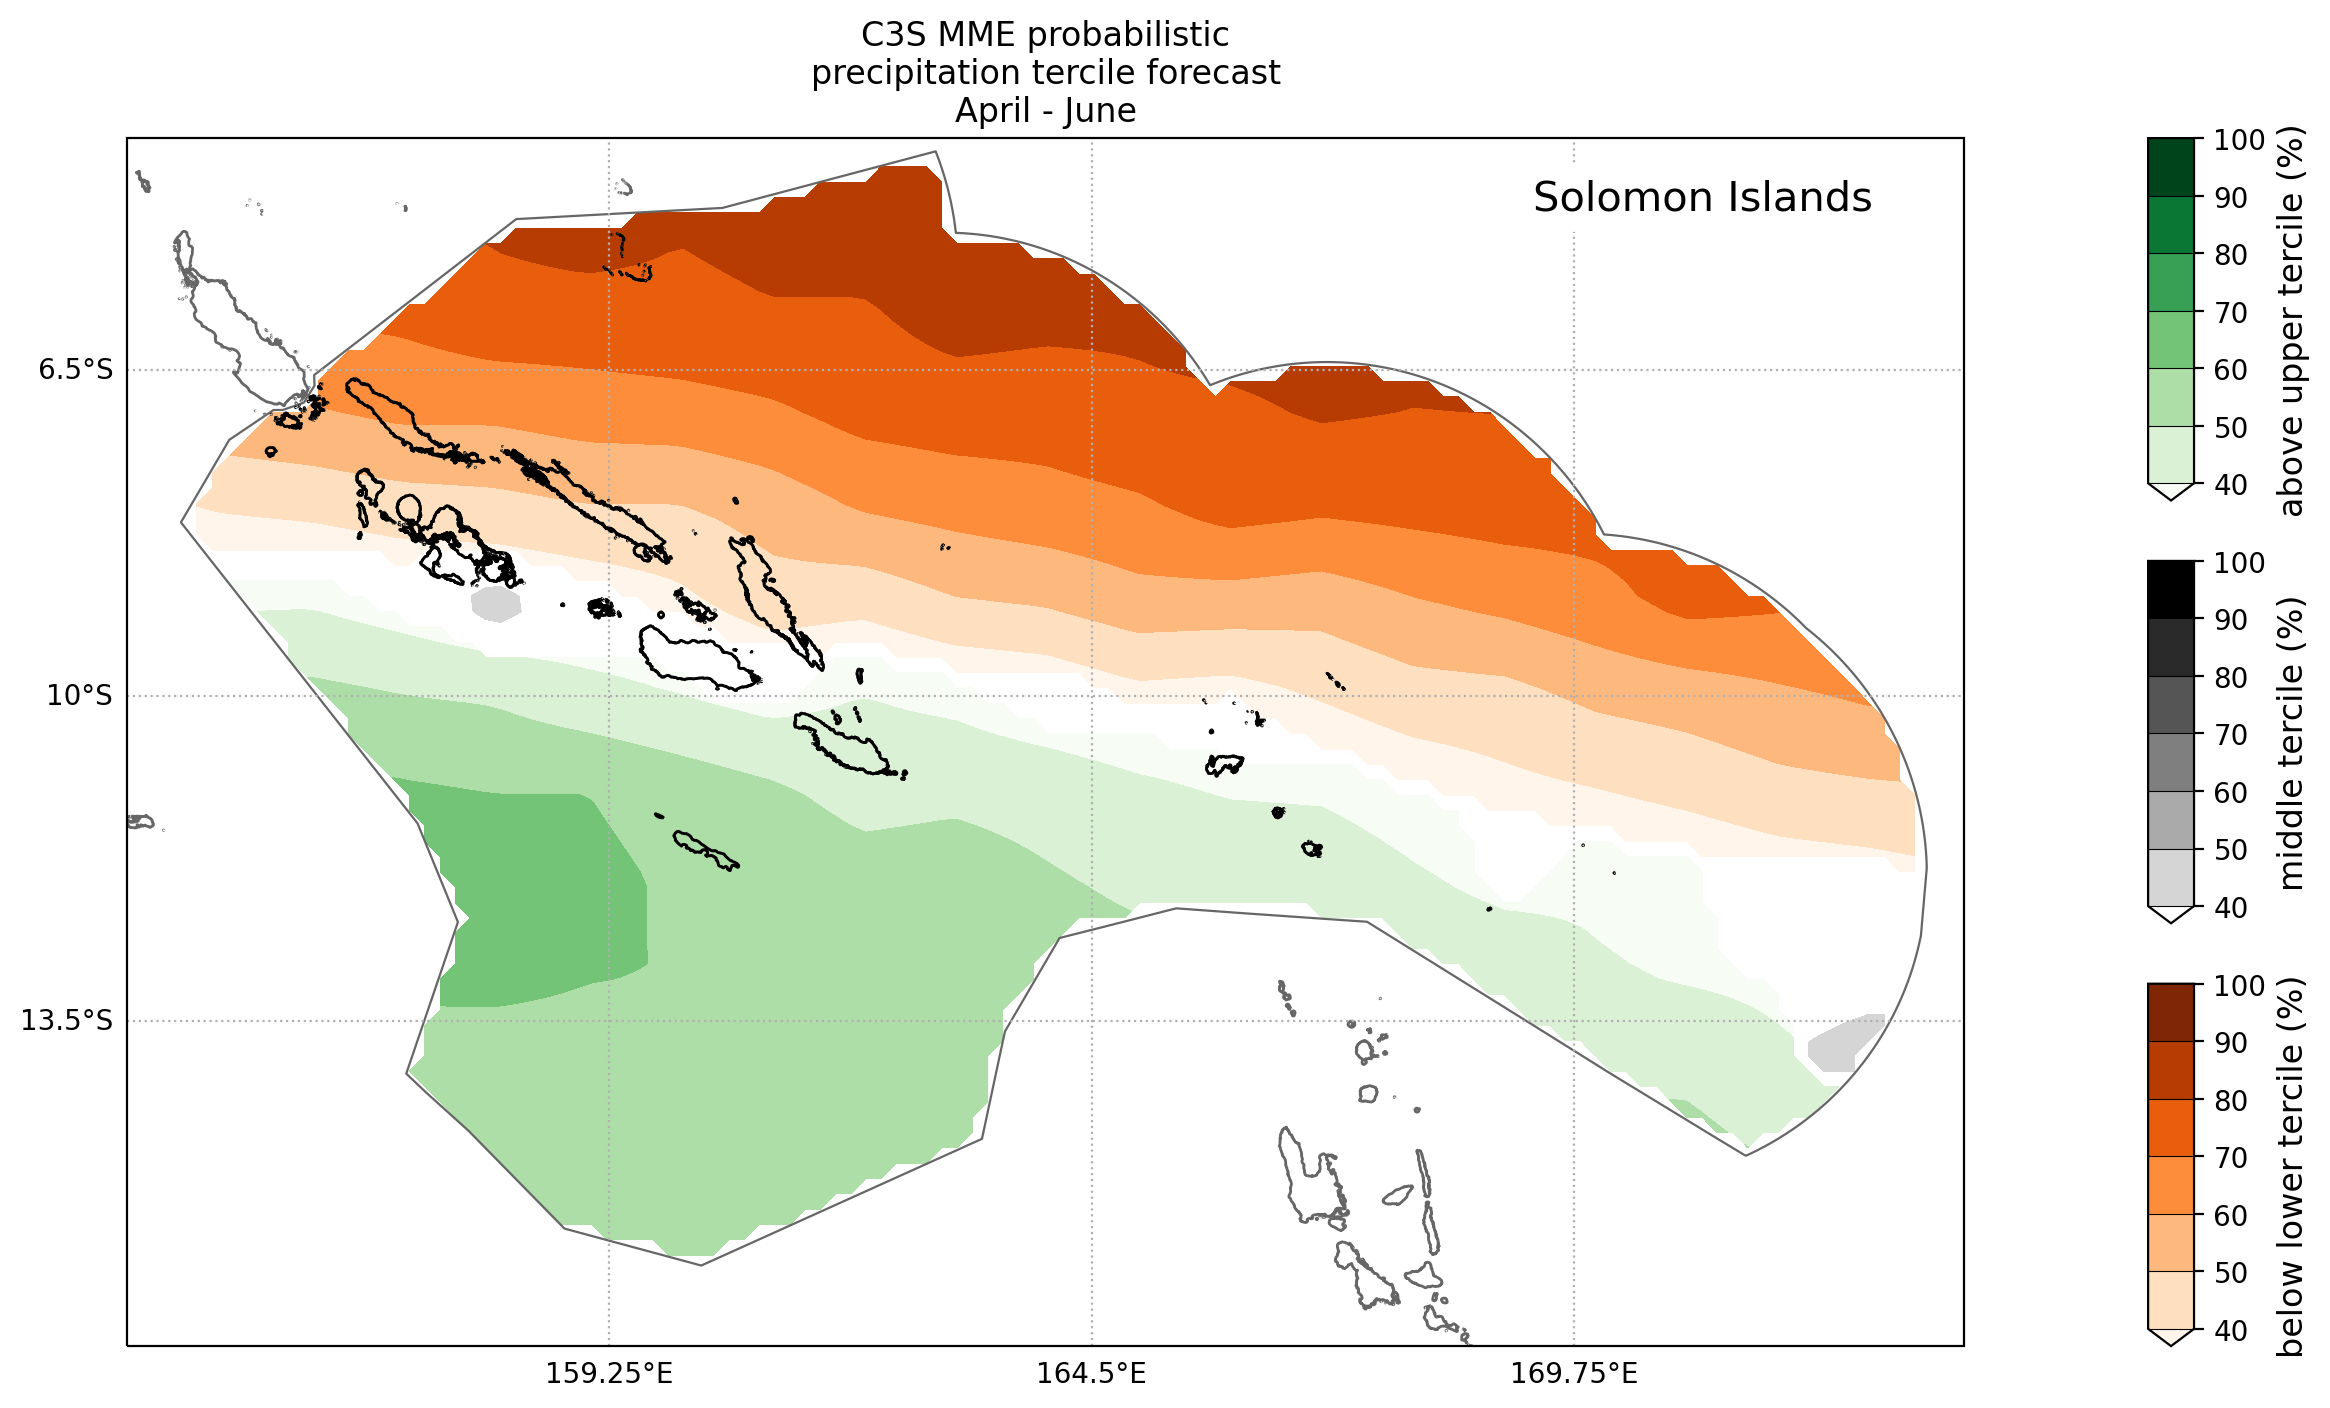 C3S MME probabilistic
precipitation tercile forecast
April - June
Solomon Islands
6.5°S
10°S
13.5°S
159.25°E
164.5°E
169.75°E
100
90
80
70
60
50
40
above upper tercile (%)
100
90
80
70
60
50
40
middle tercile (%)
100
90
80
70
60
50
40
below lower tercile (%)